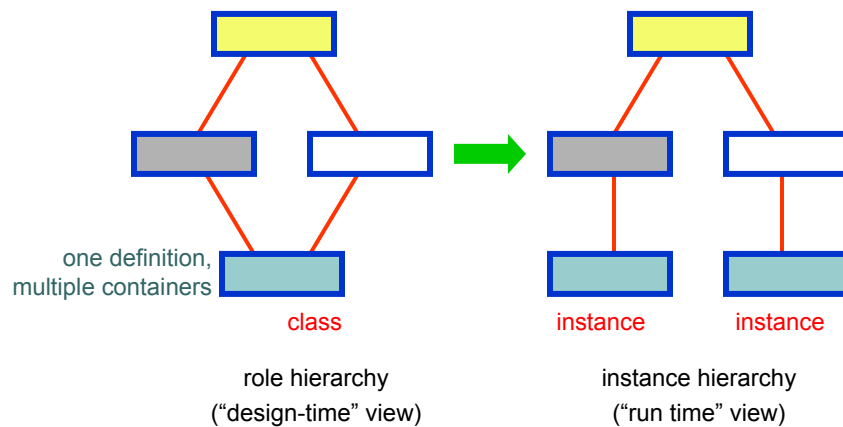 one definition,
multiple containers
class
instance
instance
role hierarchy
(“design-time” view)
instance hierarchy
(“run time” view)